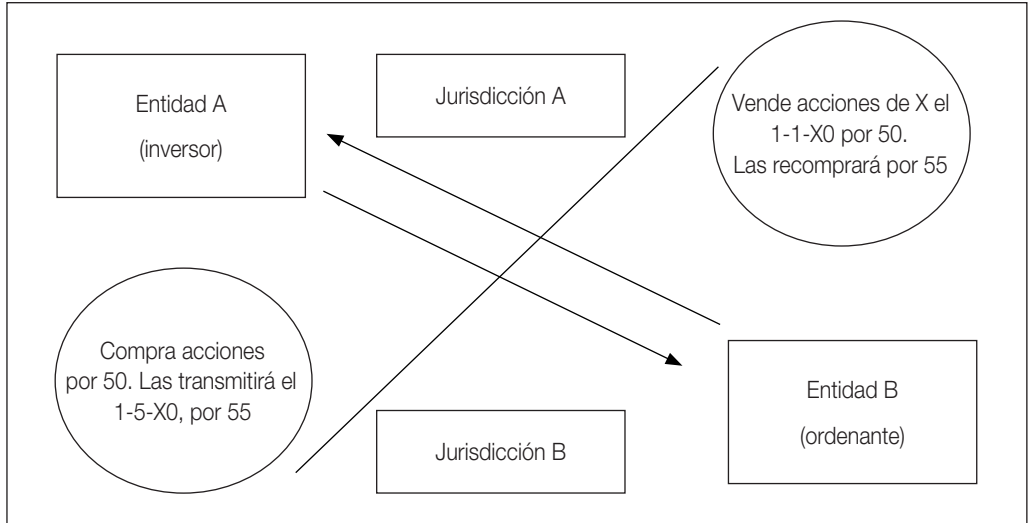 Entidad A
(inversor)
Jurisdicción A
Vende acciones de X el
1-1-X0 por 50.
Las recomprará por 55
Compra acciones
por 50. Las transmitirá el
1-5-X0, por 55
Jurisdicción B
Entidad B
(ordenante)